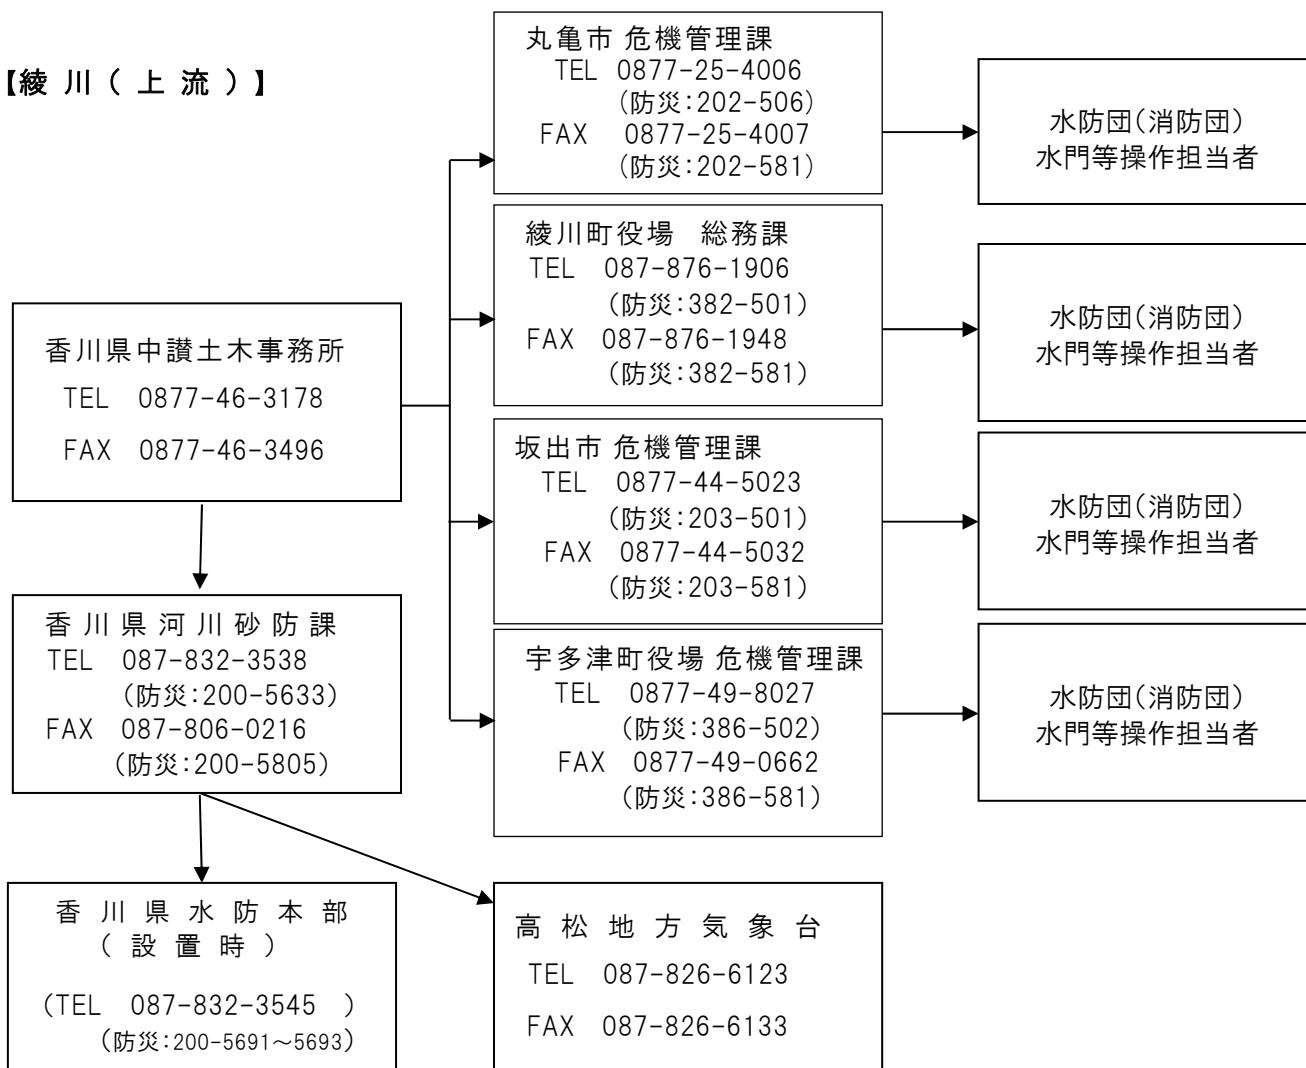 【綾川（上流）】
丸亀市 危機管理課
TEL 0877-25-4006
（防災：202-506）
FAX 0877-25-4007
（防災：202-581）
水防団（消防団）
水門等操作担当者
綾川町役場 総務課
TEL 087-876-1906
（防災：382-501）
FAX 087-876-1948
（防災：382-581）
水防団（消防団）
水門等操作担当者
香川県中讃土木事務所
TEL 0877-46-3178
FAX 0877-46-3496
坂出市 危機管理課
TEL 0877-44-5023
（防災：203-501）
FAX 0877-44-5032
（防災：203-581）
水防団（消防団）
水門等操作担当者
香川県河川砂防課
TEL 087-832-3538
（防災：200-5633）
FAX 087-806-0216
（防災：200-5805）
宇多津町役場 危機管理課
TEL 0877-49-8027
（防災：386-502）
FAX 0877-49-0662
（防災：386-581）
水防団（消防団）
水門等操作担当者
香川県水防本部
（設置時）
（TEL 087-832-3545 ）
（防災：200-5691～5693）
高松地方気象台
TEL 087-826-6123
FAX 087-826-6133